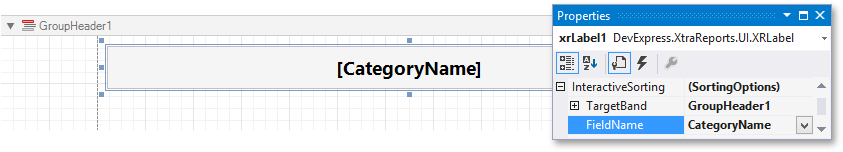 GroupHeader1
[CategoryName]
Properties
xrLabel1 DevExpress.XtraReports.UI.XRLabel
InteractiveSorting (SortingOptions)
TargetBand GroupHeader1
FieldName CategoryName